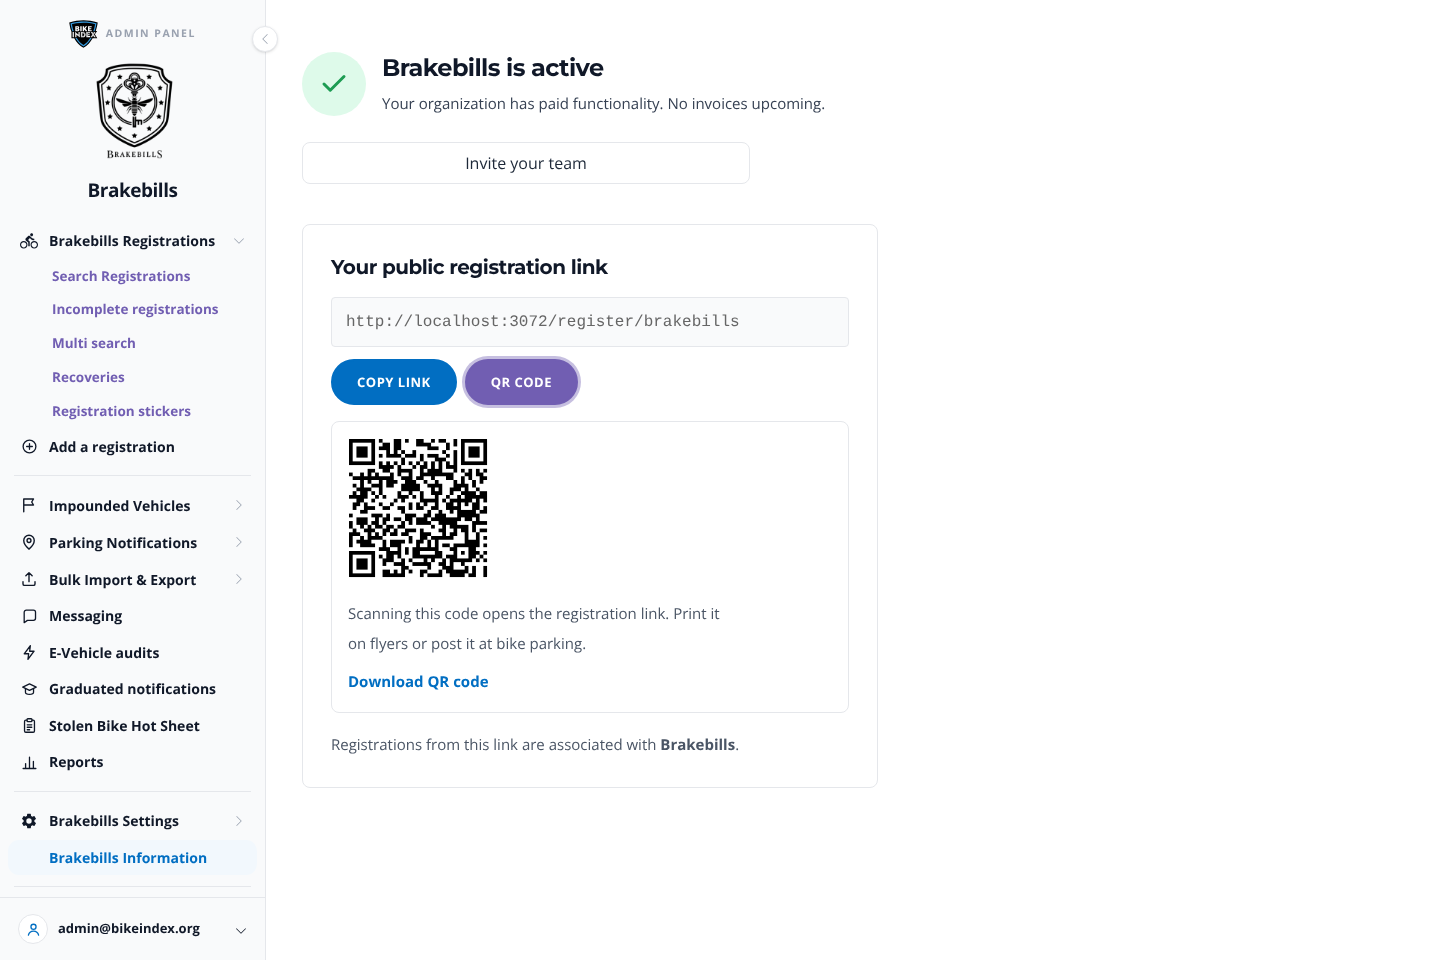 BIKE INDEX
ADMIN PANEL
BRAKEBILLS
Brakebills
Brakebills Registrations
Search Registrations
Incomplete registrations
Multi search
Recoveries
Registration stickers
Add a registration
Impounded Vehicles
Parking Notifications
Bulk Import & Export
Messaging
E-Vehicle audits
Graduated notifications
Stolen Bike Hot Sheet
Reports
Brakebills Settings
Brakebills Information
admin@bikeindex.org
Brakebills is active
Your organization has paid functionality. No invoices upcoming.
Invite your team
Your public registration link
http://localhost:3072/register/brakebills
COPY LINK
QR CODE
Scanning this code opens the registration link. Print it
on flyers or post it at bike parking.
Download QR code
Registrations from this link are associated with Brakebills.